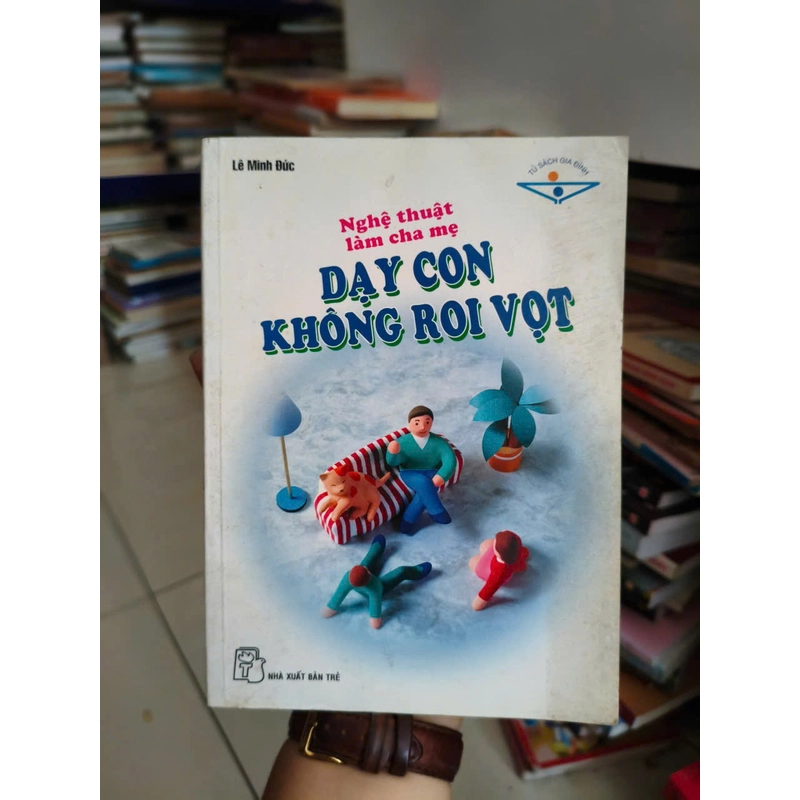 Lê Minh Đức
TỦ SÁCH GIA ĐÌNH
Nghệ thuật
làm cha mẹ
DẠY CON
KHÔNG ROI VỌT
NHÀ XUẤT BẢN TRẺ